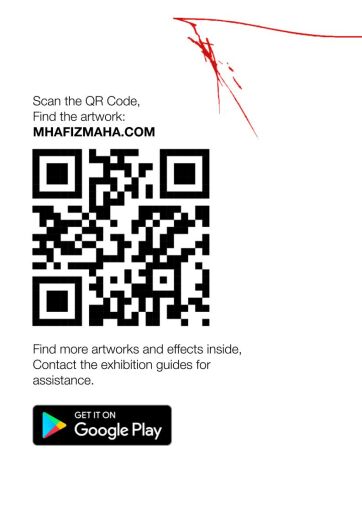 Scan the QR Code,
Find the artwork:
MHAFIZMAHA.COM
Find more artworks and effects inside,
Contact the exhibition guides for
assistance.
GET IT ON
Google Play